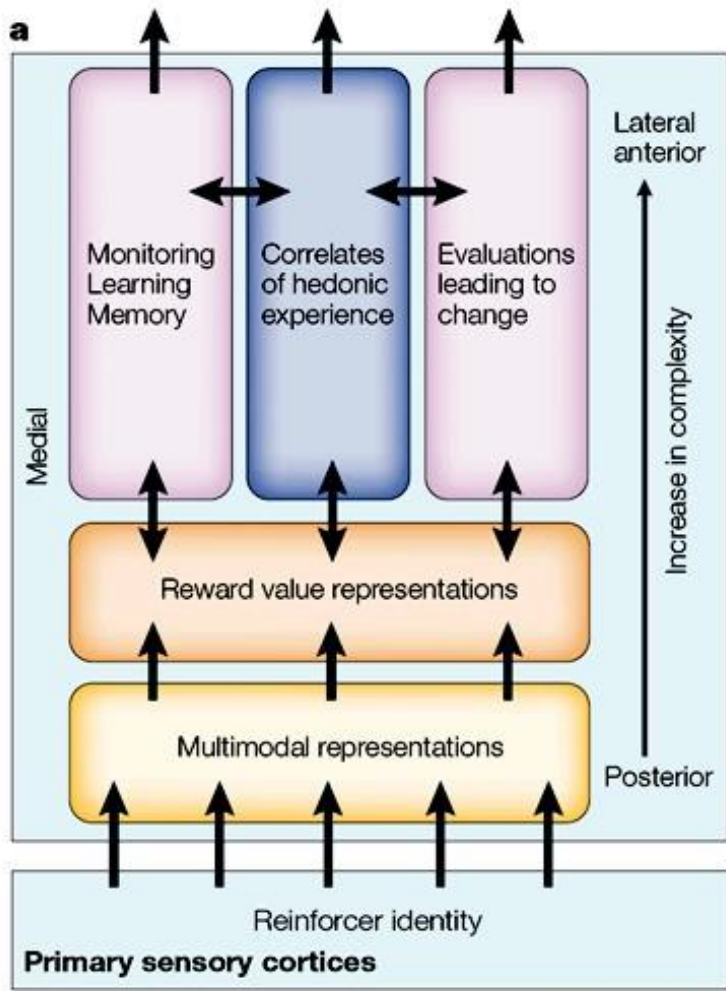 a
Lateral
anterior
Monitoring
Learning
Memory
Correlates
of hedonic
experience
Evaluations
leading to
change
Medial
Increase in complexity
Reward value representations
Multimodal representations
Posterior
Reinforcer identity
Primary sensory cortices